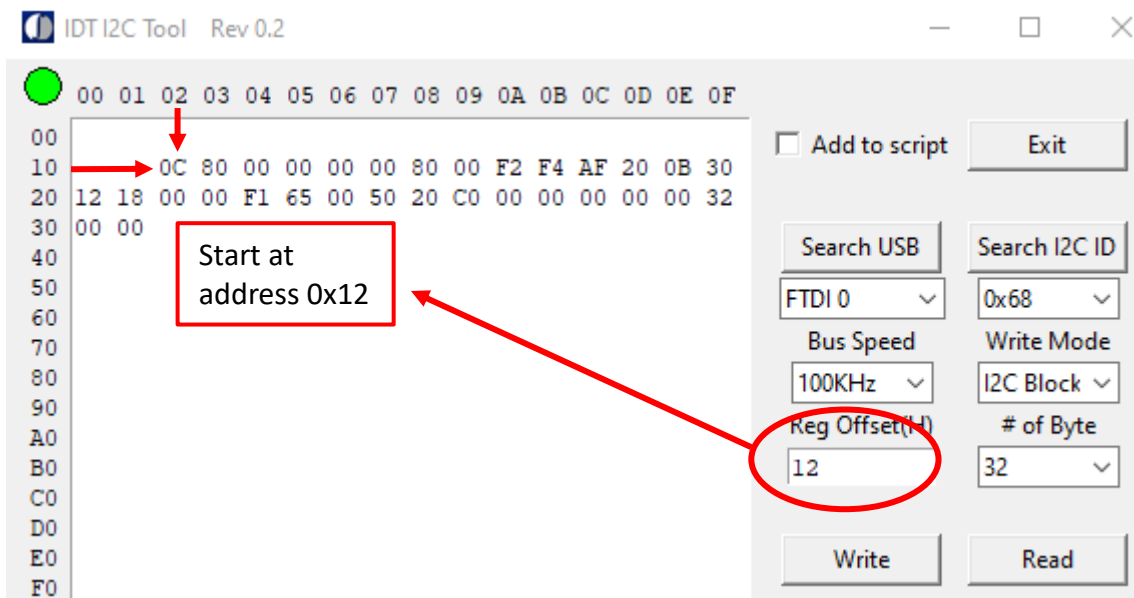 IDT I2C Tool Rev 0.2
00 01 02 03 04 05 06 07 08 09 0A 0B 0C 0D 0E 0F
00
10 0C 80 00 00 00 00 80 00 F2 F4 AF 20 0B 30
20 12 18 00 00 F1 65 00 50 20 C0 00 00 00 00 00 32
30 00 00
40
50
60
70
80
90
A0
B0
C0
D0
E0
F0
Start at
address 0x12
Add to script Exit
Search USB Search I2C ID
FTDI 0 0x68
Bus Speed Write Mode
100KHz I2C Block
Reg Offset(H) # of Byte
12 32
Write Read